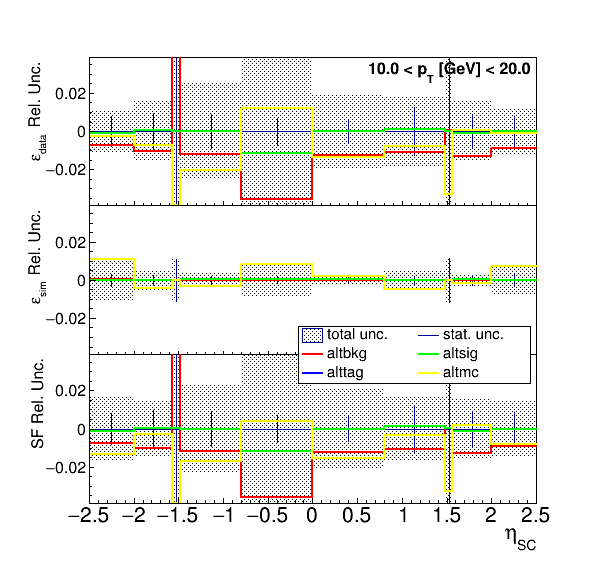 10.0 < p_T [GeV] < 20.0
ε_data Rel. Unc.
0.02
0
−0.02
ε_sim Rel. Unc.
0.02
0
−0.02
total unc. stat. unc.
altbkg altsig
alttag altmc
SF Rel. Unc.
0.02
0
−0.02
−2.5 −2 −1.5 −1 −0.5 0 0.5 1 1.5 2 2.5
η_SC